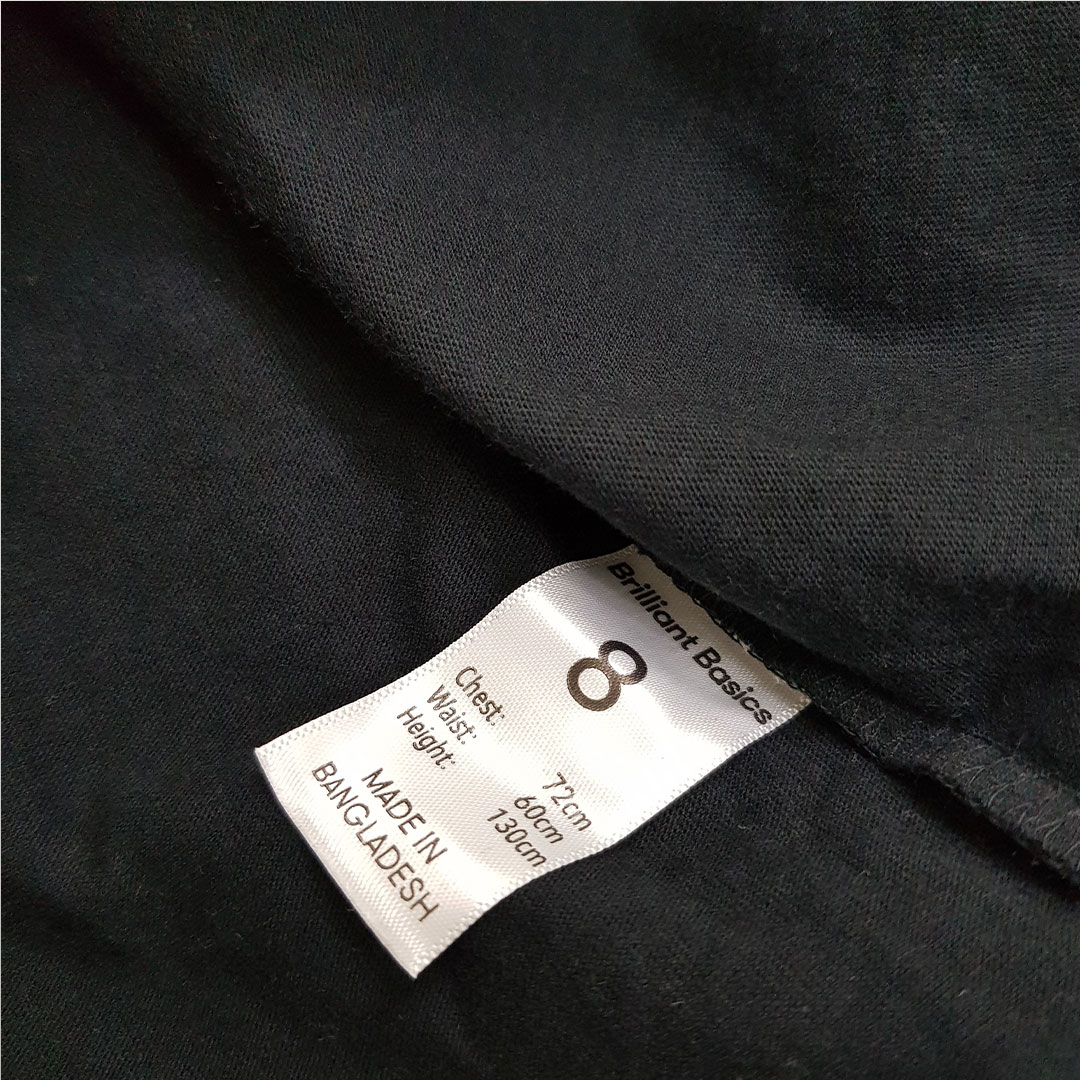 Brilliant Basics
8
Chest: 72cm
Waist: 60cm
Height: 130cm
MADE IN
BANGLADESH